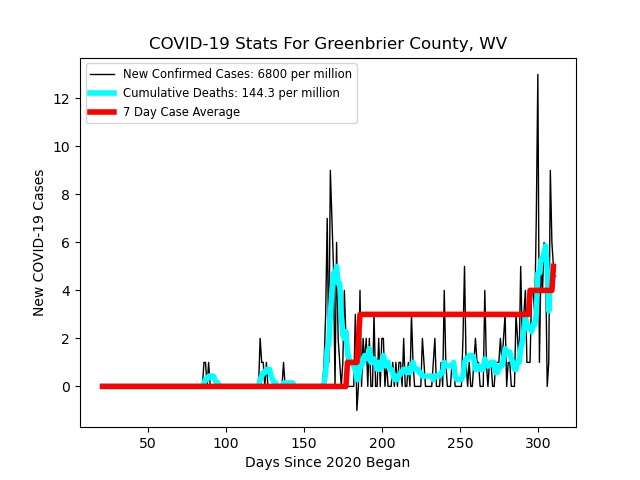 COVID-19 Stats For Greenbrier County, WV
New Confirmed Cases: 6800 per million
Cumulative Deaths: 144.3 per million
7 Day Case Average
New COVID-19 Cases
12
10
8
6
4
2
0
50 100 150 200 250 300
Days Since 2020 Began